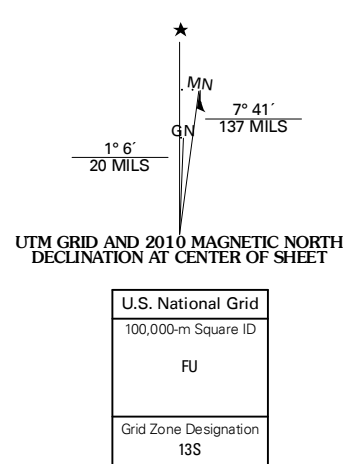 MN
7° 41´
137 MILS
GN
1° 6´
20 MILS
UTM GRID AND 2010 MAGNETIC NORTH
DECLINATION AT CENTER OF SHEET
U.S. National Grid
100,000-m Square ID
FU
Grid Zone Designation
13S